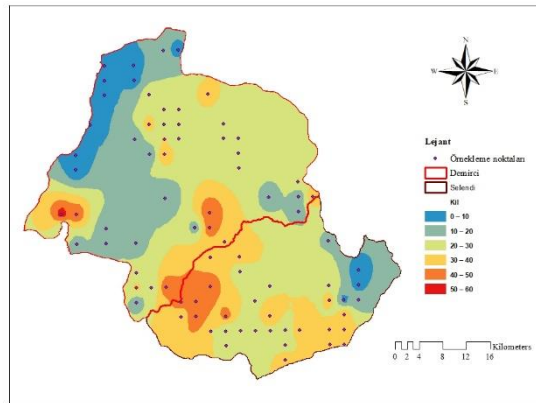 N
W E
S
Lejant
Örnekleme noktaları
Demirci
Selendi
Kil
0 – 10
10 – 20
20 – 30
30 – 40
40 – 50
50 – 60
Kilometers
0 2 4 8 12 16